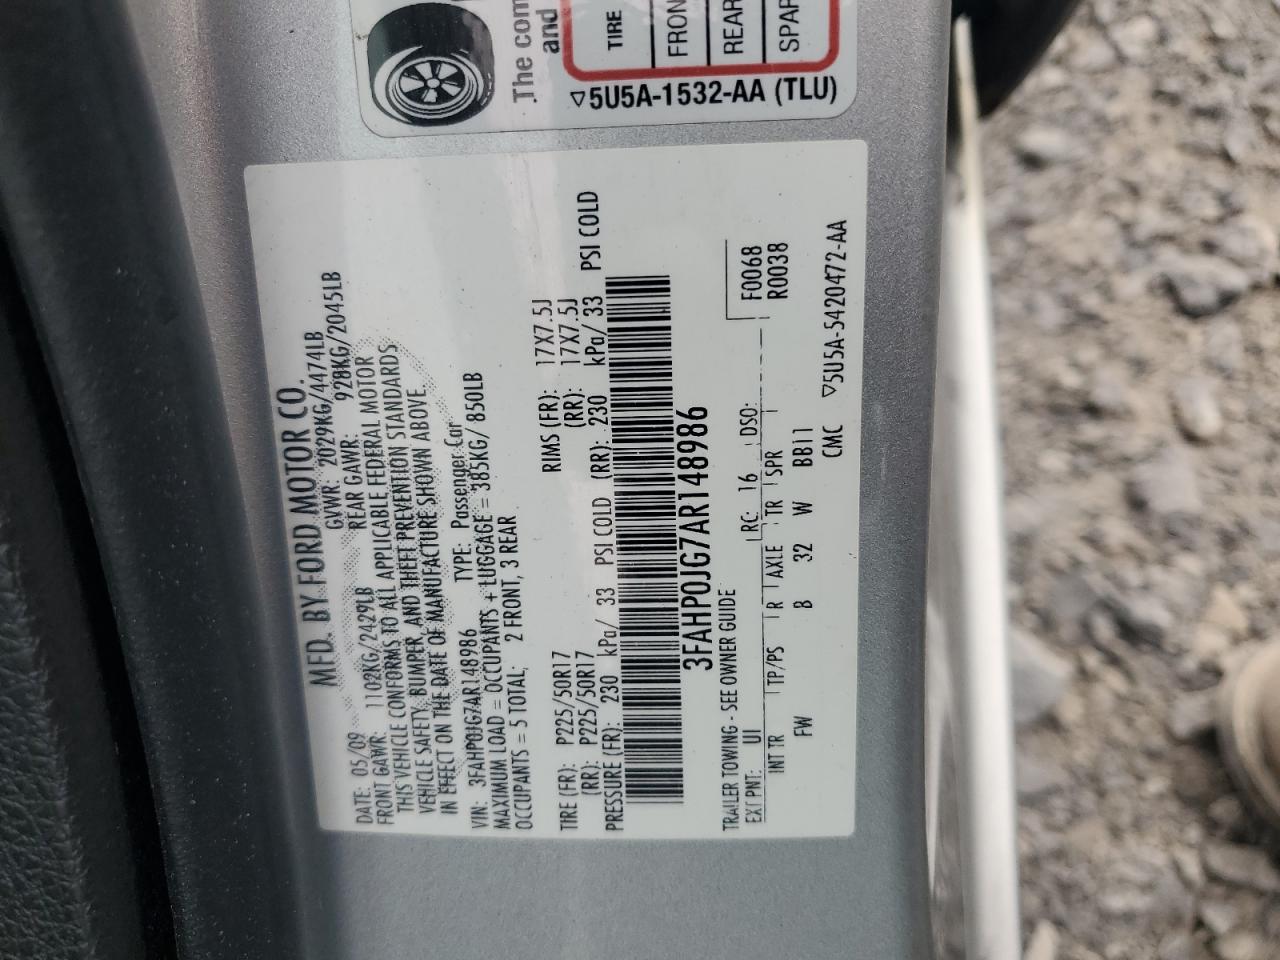 .The com
and
TIRE
FRON
REAR
SPAR
▽5U5A-1532-AA (TLU)
MFD. BY FORD MOTOR CO.
DATE: 05/09 GVWR: 2029KG/4474LB
FRONT GAWR: 1102KG/2429LB REAR GAWR: 928KG/2045LB
THIS VEHICLE CONFORMS TO ALL APPLICABLE FEDERAL MOTOR
VEHICLE SAFETY, BUMPER, AND THEFT PREVENTION STANDARDS
IN EFFECT ON THE DATE OF MANUFACTURE SHOWN ABOVE.
VIN: 3FAHP0JG7AR148986 TYPE: Passenger Car
MAXIMUM LOAD = OCCUPANTS + LUGGAGE = 385KG/ 850LB
OCCUPANTS = 5 TOTAL; 2 FRONT, 3 REAR
TIRE (FR): P225/50R17 RIMS (FR): 17X7.5J
(RR): P225/50R17 (RR): 17X7.5J
PRESSURE (FR): 230 kPa/ 33 PSI COLD (RR): 230 kPa/ 33 PSI COLD
3FAHP0JG7AR148986
TRAILER TOWING - SEE OWNER GUIDE F0068
EXT PNT: UI RC: 16 DSO: R0038
INT TR TP/PS R AXLE TR SPR
FW B 32 W BB11
CMC ▽5U5A-5420472-AA